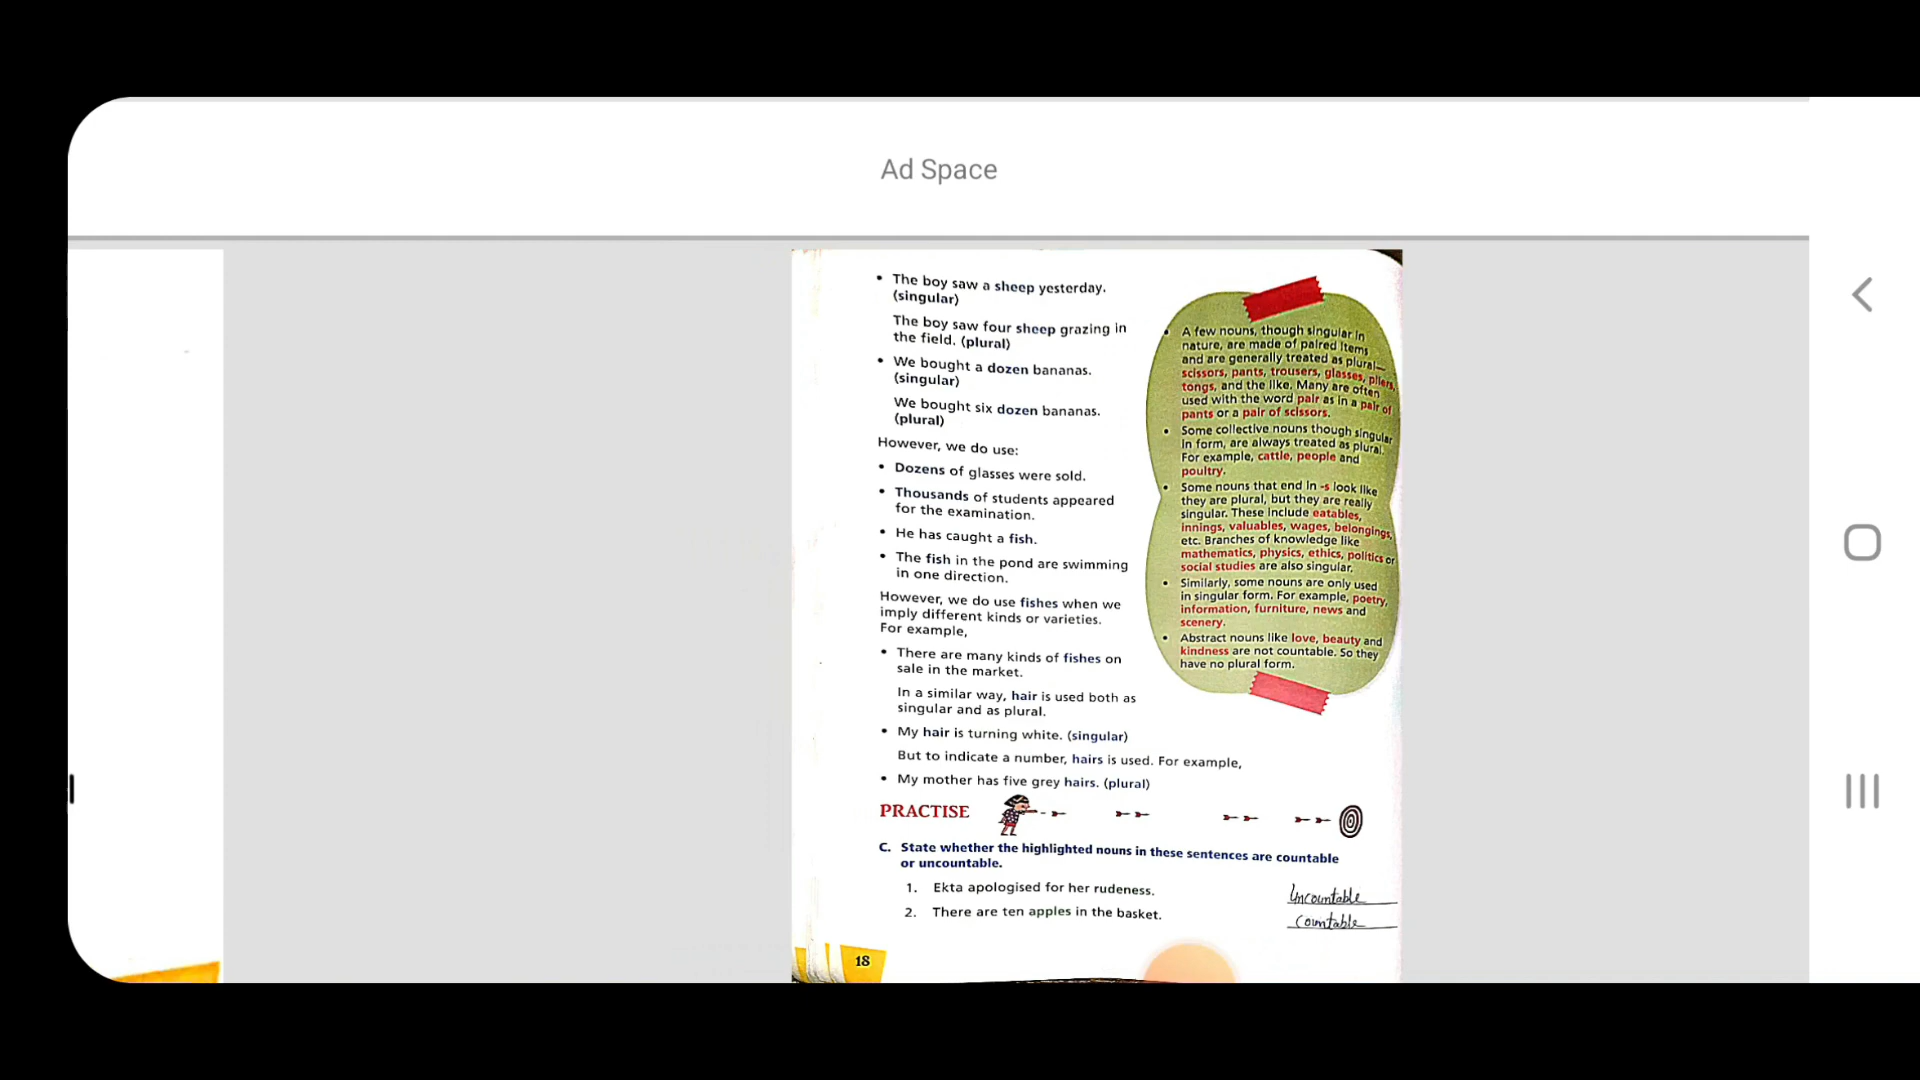 Ad Space
• The boy saw a sheep yesterday.
(singular)
The boy saw four sheep grazing in
the field. (plural)
• We bought a dozen bananas.
(singular)
We bought six dozen bananas.
(plural)
However, we do use:
• Dozens of glasses were sold.
• Thousands of students appeared
for the examination.
• He has caught a fish.
• The fish in the pond are swimming
in one direction.
However, we do use fishes when we
imply different kinds or varieties.
For example,
• There are many kinds of fishes on
sale in the market.
In a similar way, hair is used both as
singular and as plural.
• My hair is turning white. (singular)
But to indicate a number, hairs is used. For example,
• My mother has five grey hairs. (plural)
• A few nouns, though singular in
nature, are made of paired items
and are generally treated as plural—
scissors, pants, trousers, glasses, pliers,
tongs, and the like. Many are often
used with the word pair as in a pair of
pants or a pair of scissors.
• Some collective nouns though singular
in form, are always treated as plural.
For example, cattle, people and
poultry.
• Some nouns that end in -s look like
they are plural, but they are really
singular. These include eatables,
innings, valuables, wages, belongings,
etc. Branches of knowledge like
mathematics, physics, ethics, politics or
social studies are also singular.
• Similarly, some nouns are only used
in singular form. For example, poetry,
information, furniture, news and
scenery.
• Abstract nouns like love, beauty and
kindness are not countable. So they
have no plural form.
PRACTISE
C. State whether the highlighted nouns in these sentences are countable
or uncountable.
1. Ekta apologised for her rudeness. Uncountable
2. There are ten apples in the basket. Countable
18